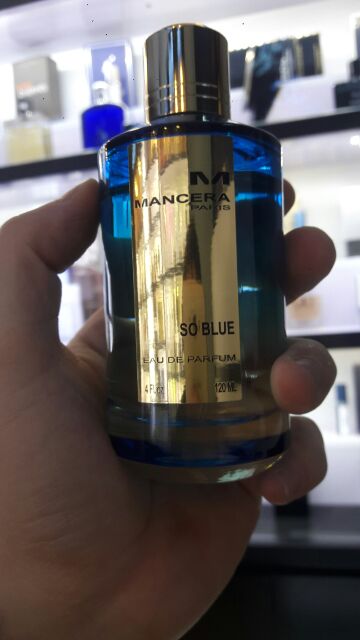 M
MANCERA
PARIS
SO BLUE
EAU DE PARFUM
4 Fl.oz 120 ML